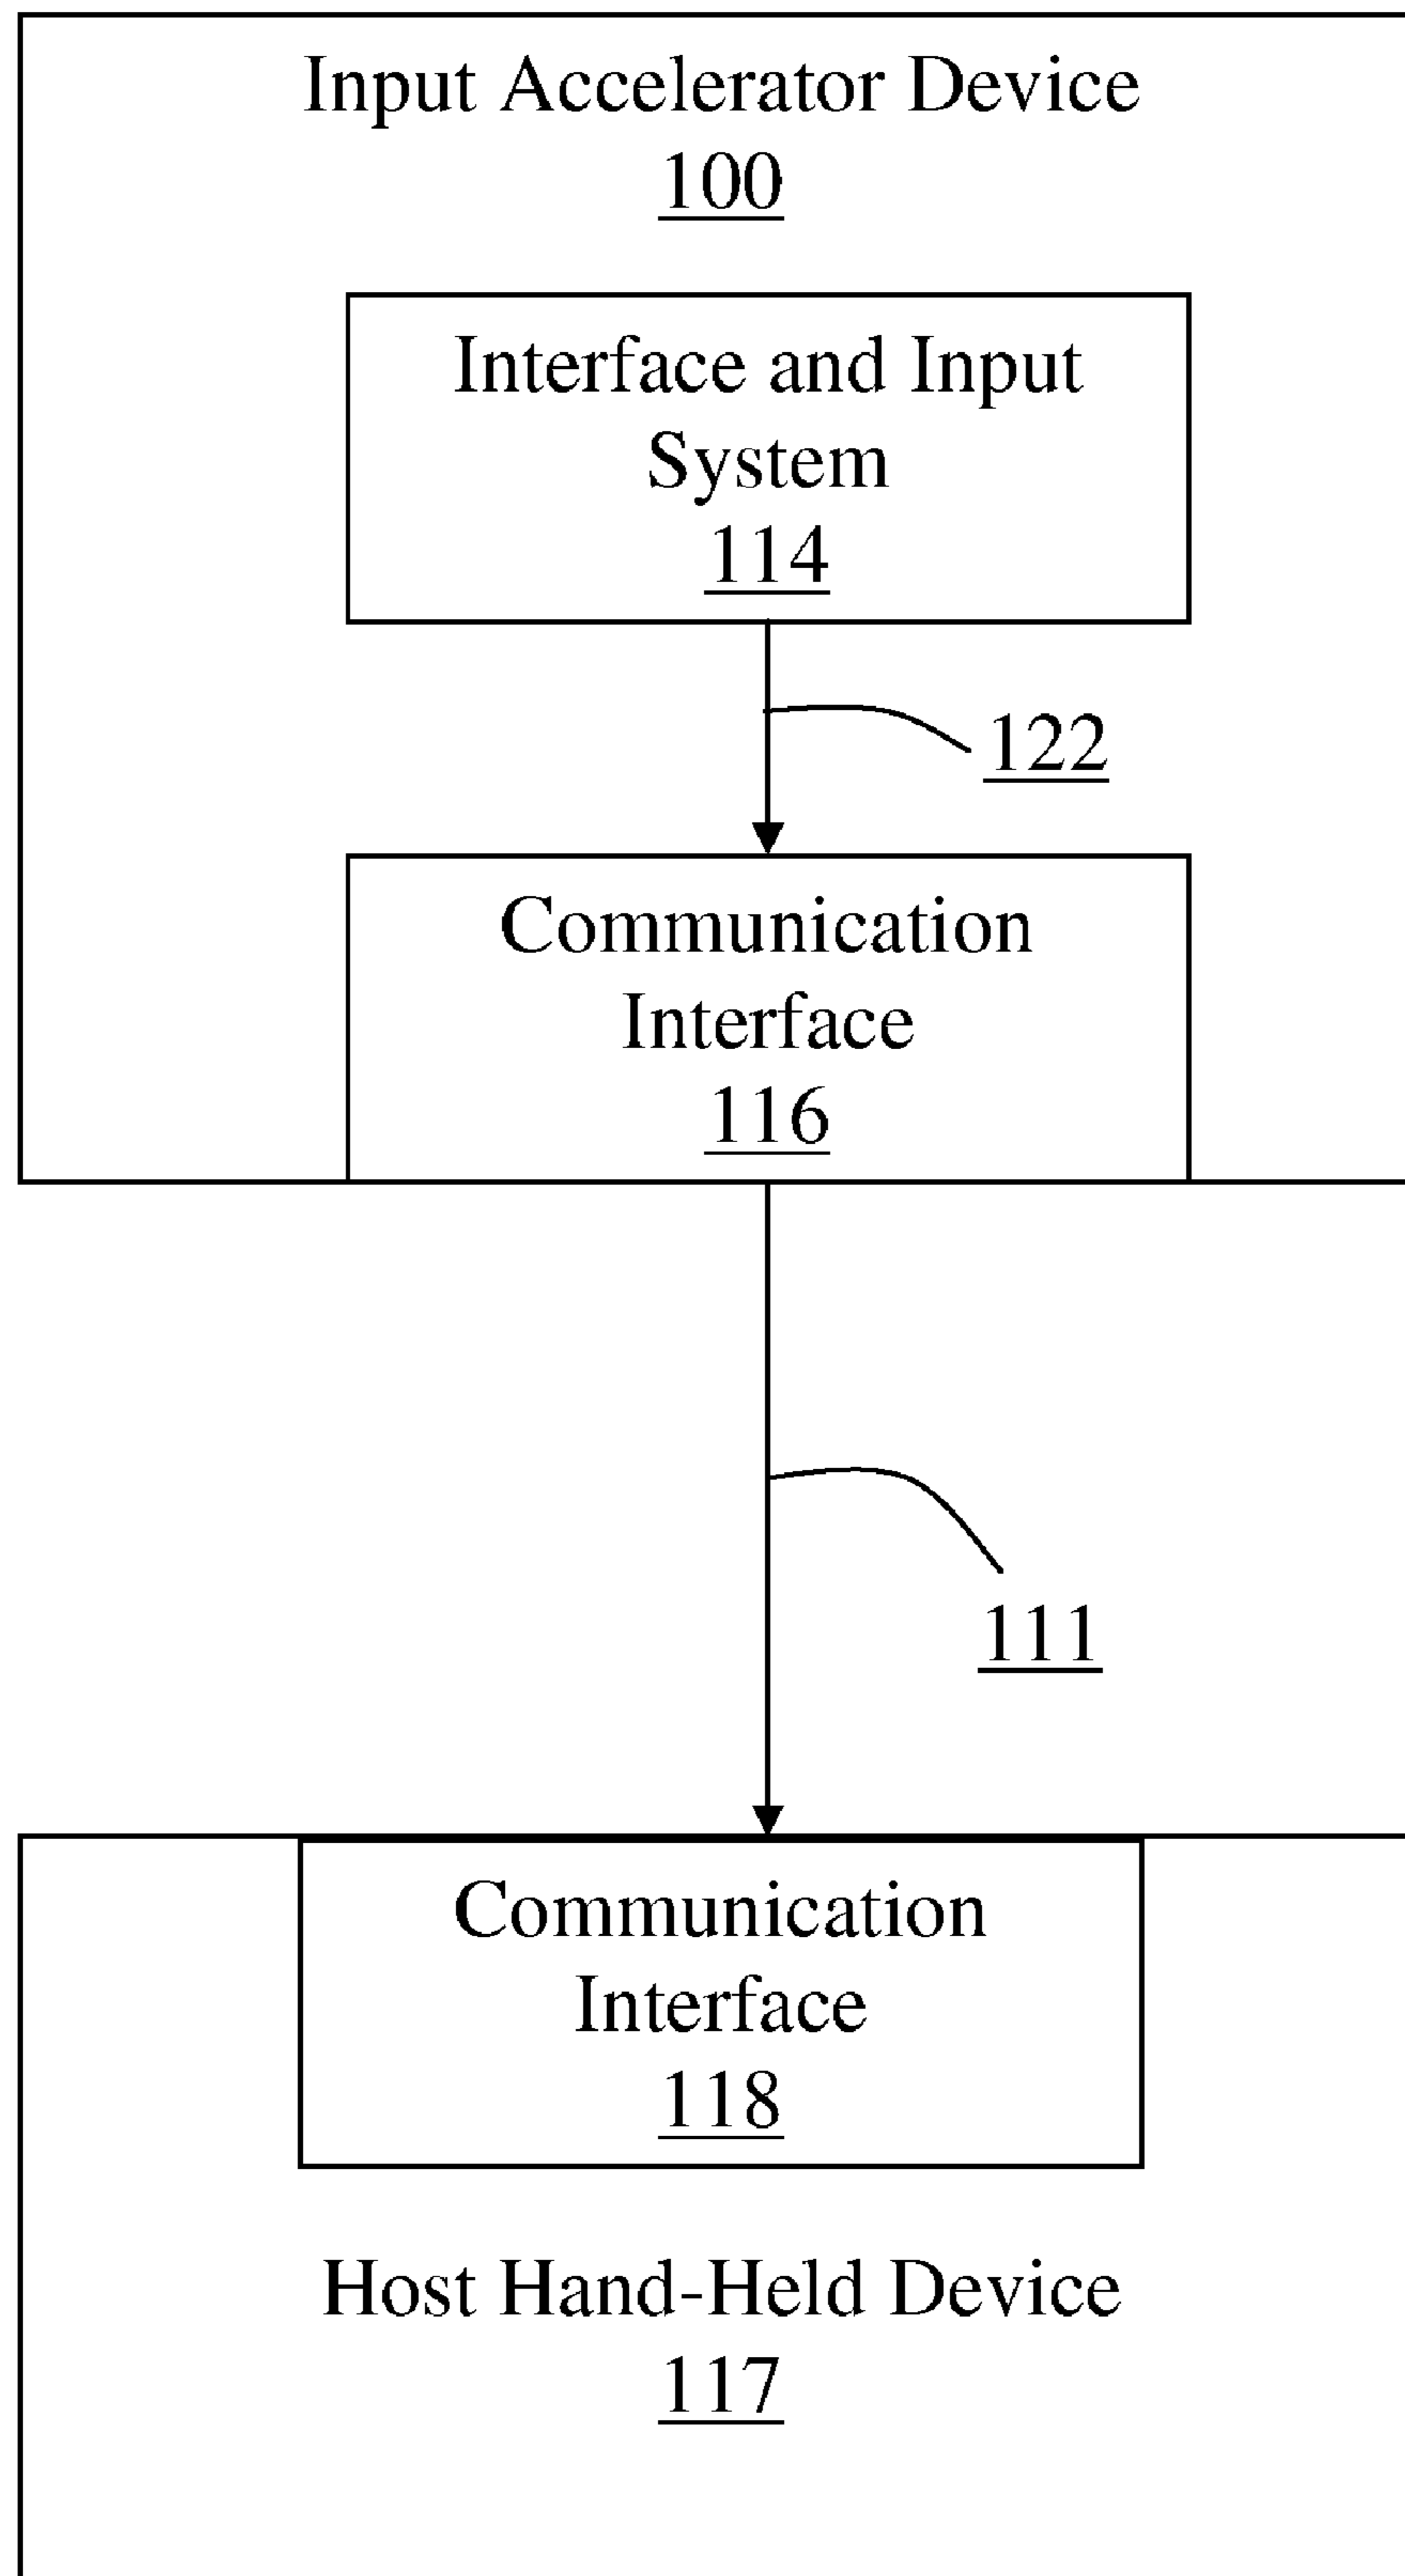 Input Accelerator Device
100
Interface and Input
System
114
122
Communication
Interface
116
111
Communication
Interface
118
Host Hand-Held Device
117